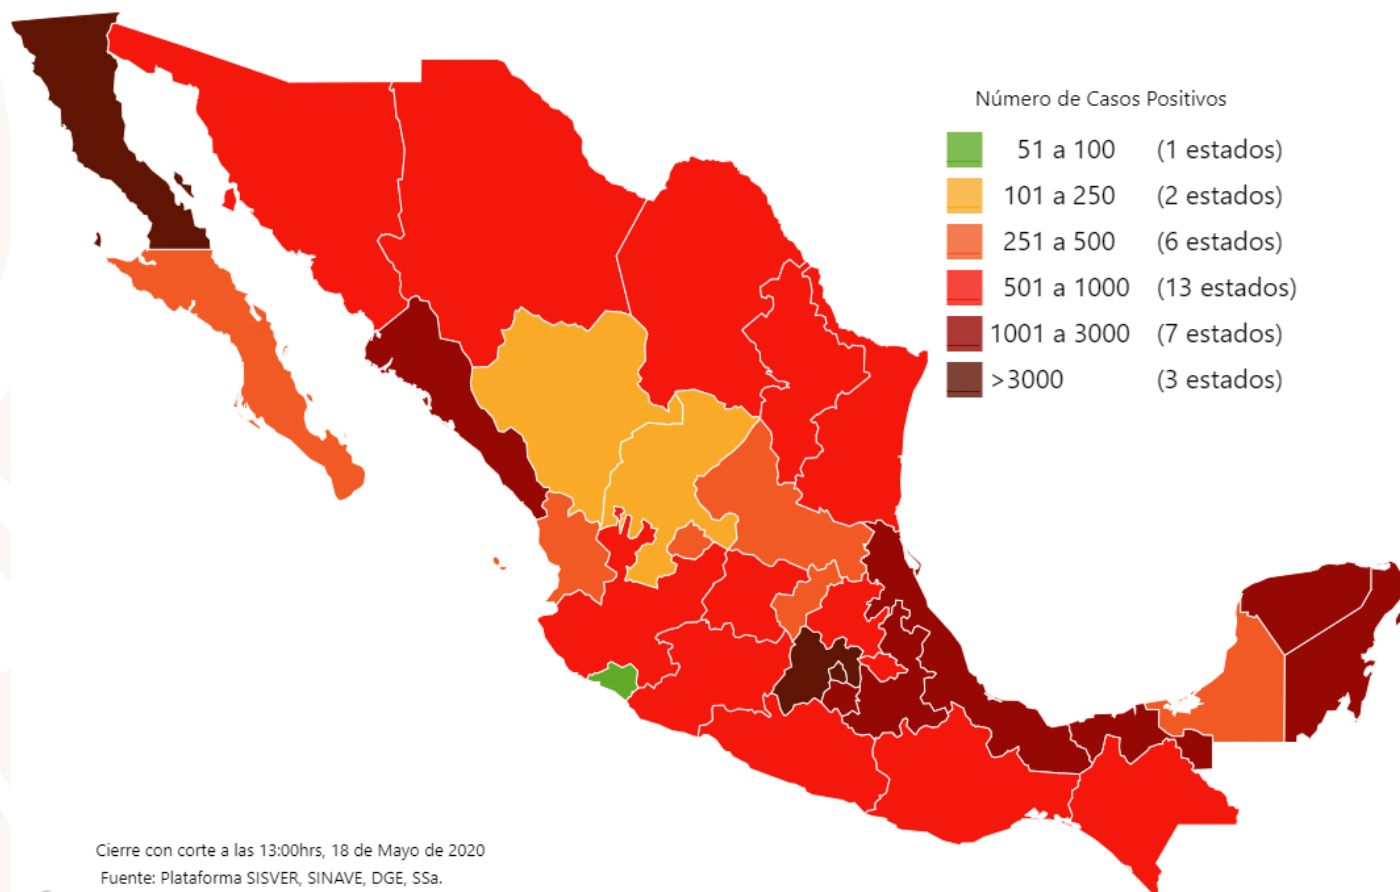 Número de Casos Positivos
51 a 100 (1 estados)
101 a 250 (2 estados)
251 a 500 (6 estados)
501 a 1000 (13 estados)
1001 a 3000 (7 estados)
>3000 (3 estados)
Cierre con corte a las 13:00hrs, 18 de Mayo de 2020
Fuente: Plataforma SISVER, SINAVE, DGE, SSa.